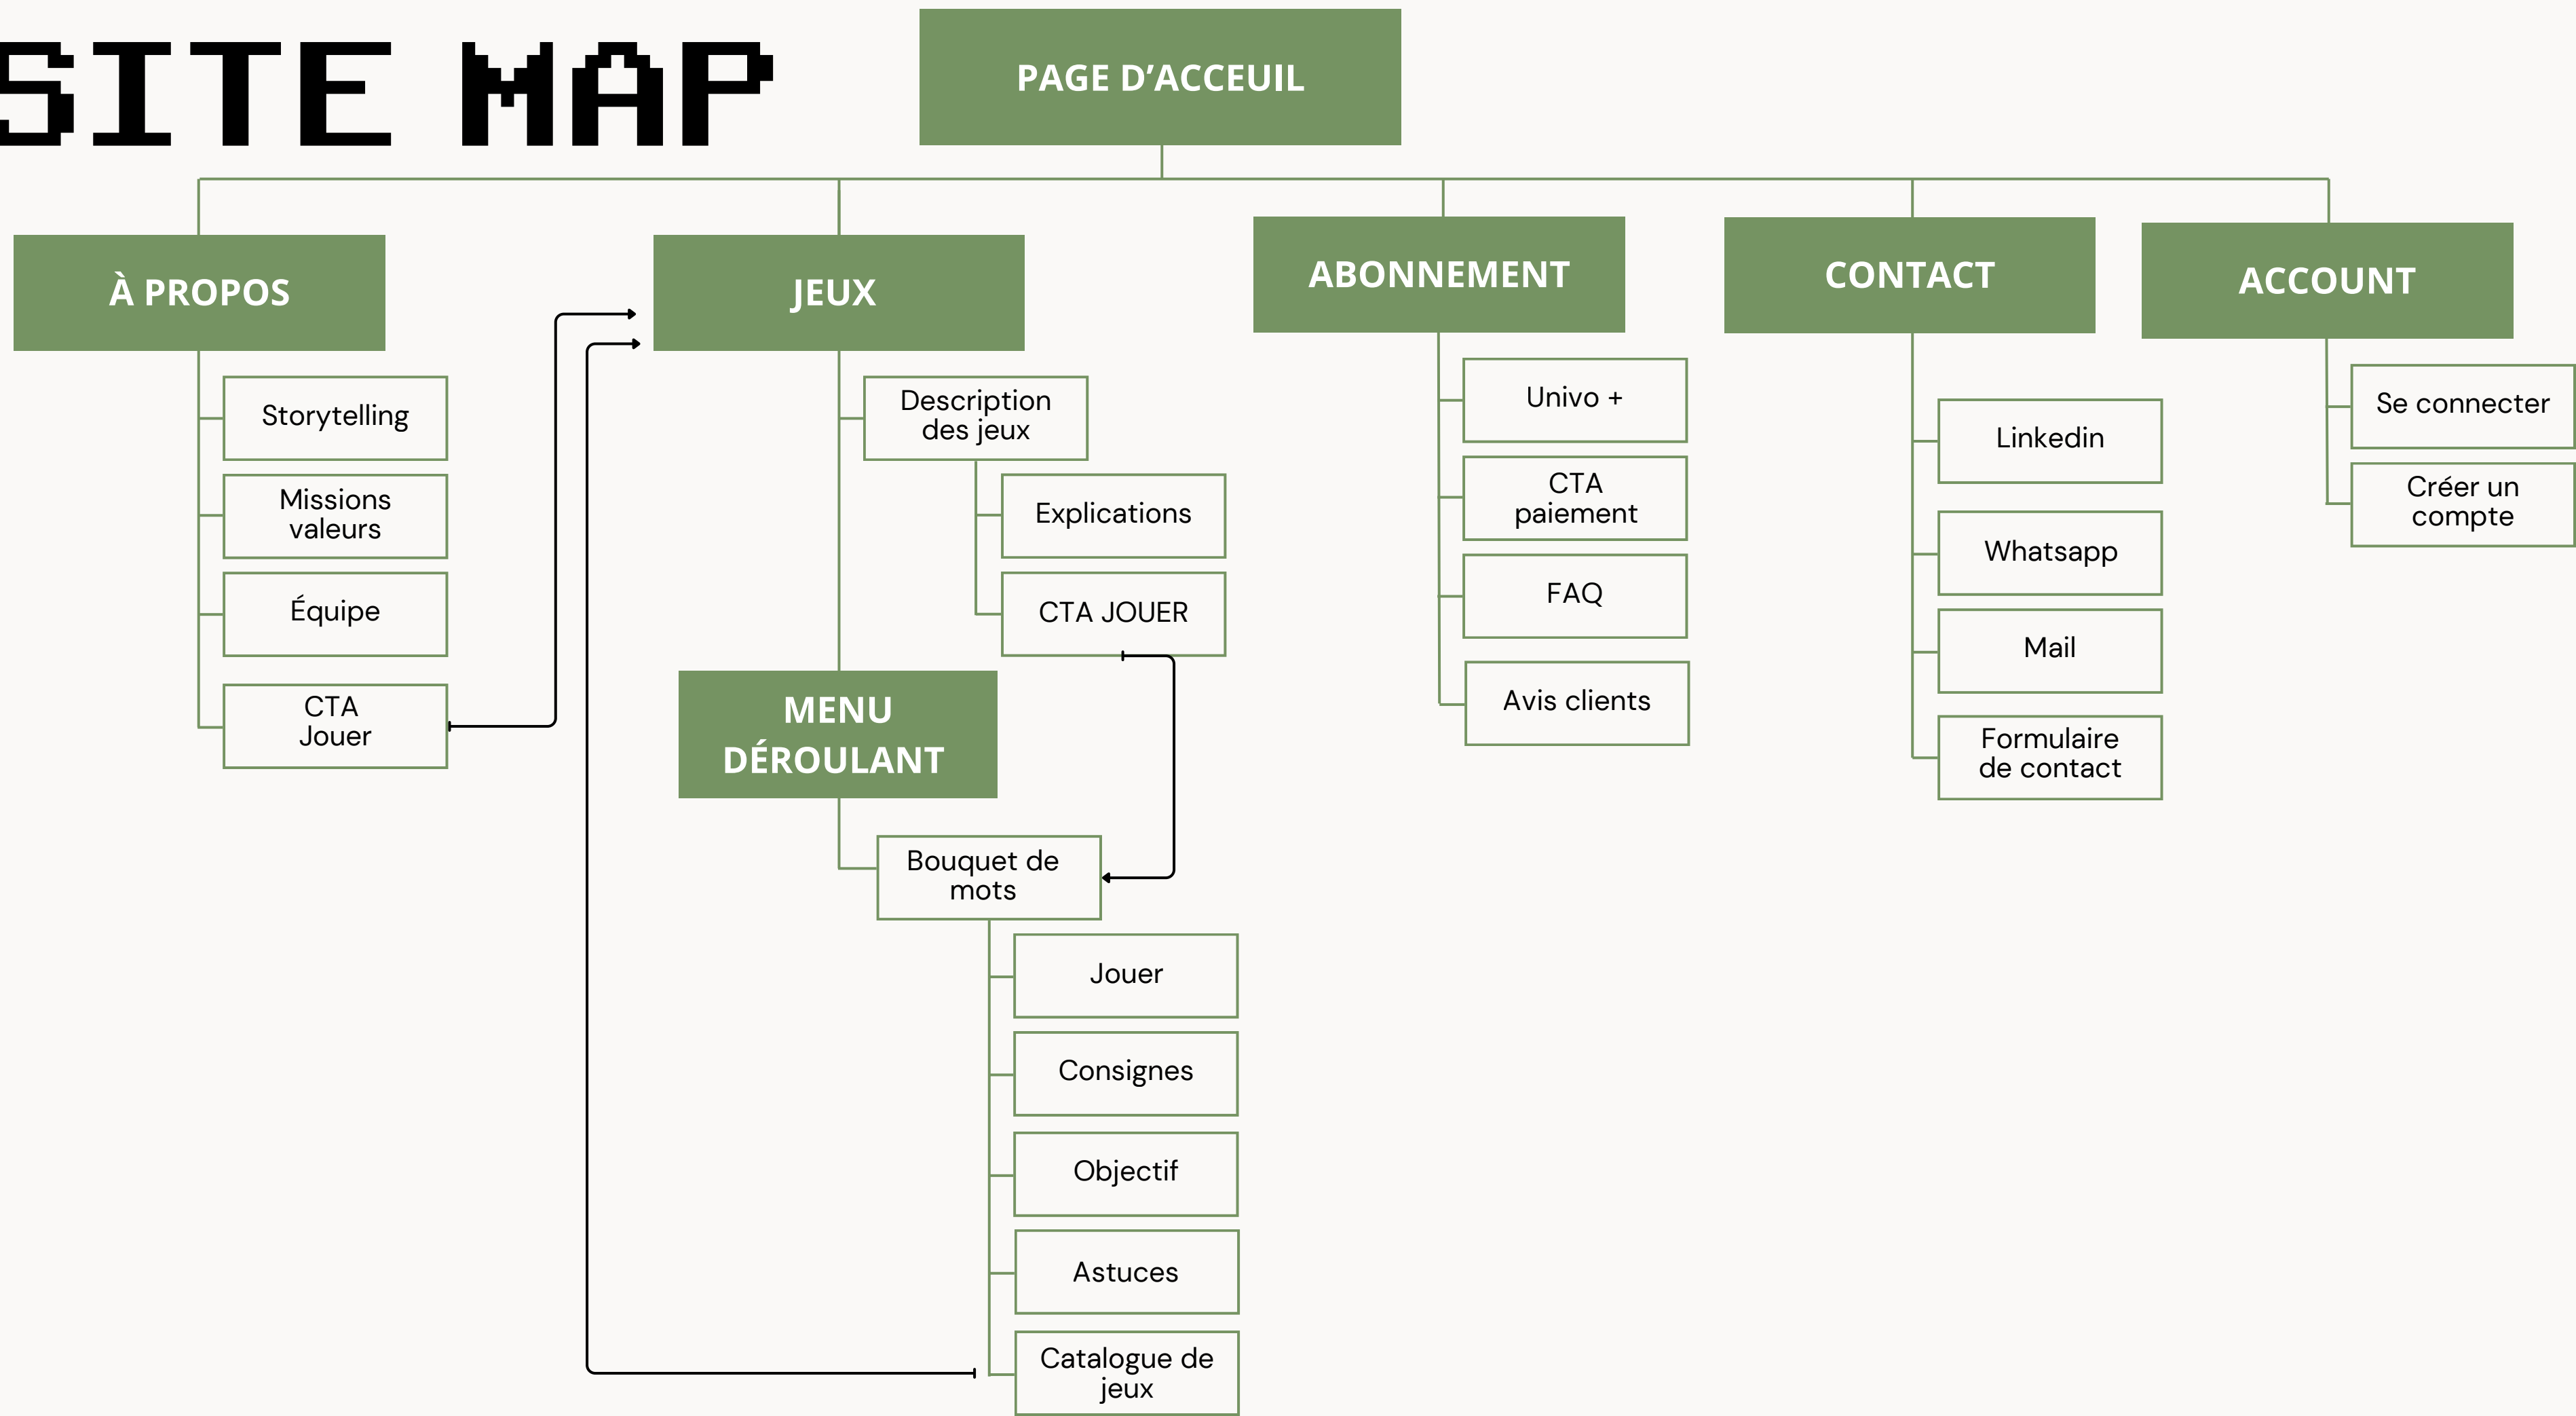 SITE MAP
PAGE D’ACCEUIL
À PROPOS
Storytelling
Missions
valeurs
Équipe
CTA
Jouer
JEUX
Description
des jeux
Explications
CTA JOUER
MENU
DÉROULANT
Bouquet de
mots
Jouer
Consignes
Objectif
Astuces
Catalogue de
jeux
ABONNEMENT
Univo +
CTA
paiement
FAQ
Avis clients
CONTACT
Linkedin
Whatsapp
Mail
Formulaire
de contact
ACCOUNT
Se connecter
Créer un
compte